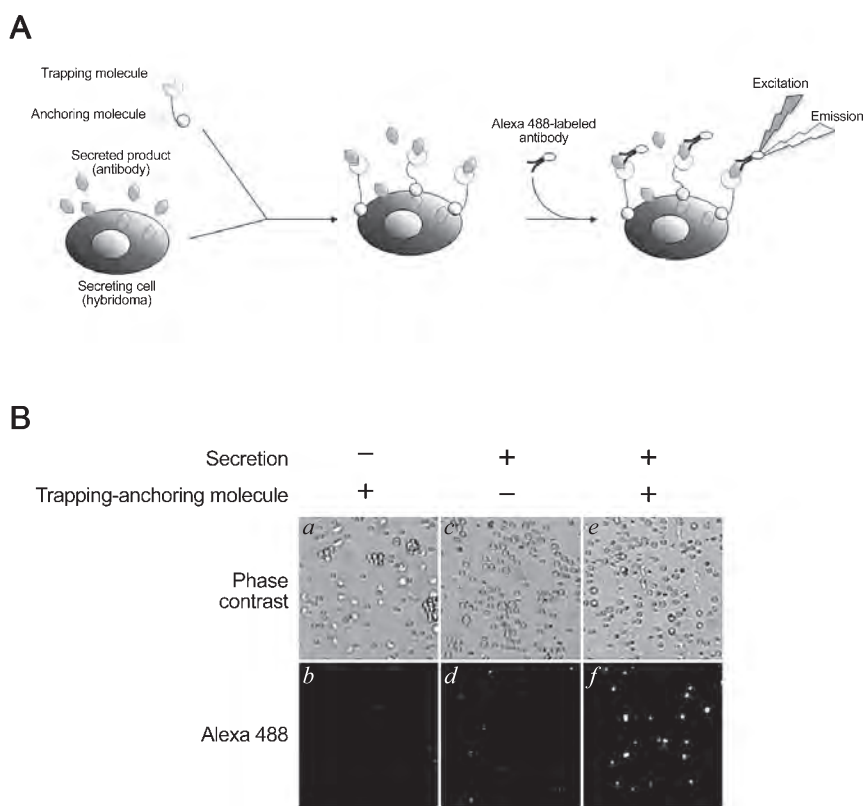 A
Trapping molecule
Anchoring molecule
Secreted product
(antibody)
Secreting cell
(hybridoma)
Alexa 488-labeled
antibody
Excitation
Emission
B
Secretion − + +
Trapping-anchoring molecule + − +
Phase
contrast
a c e
Alexa 488
b d f